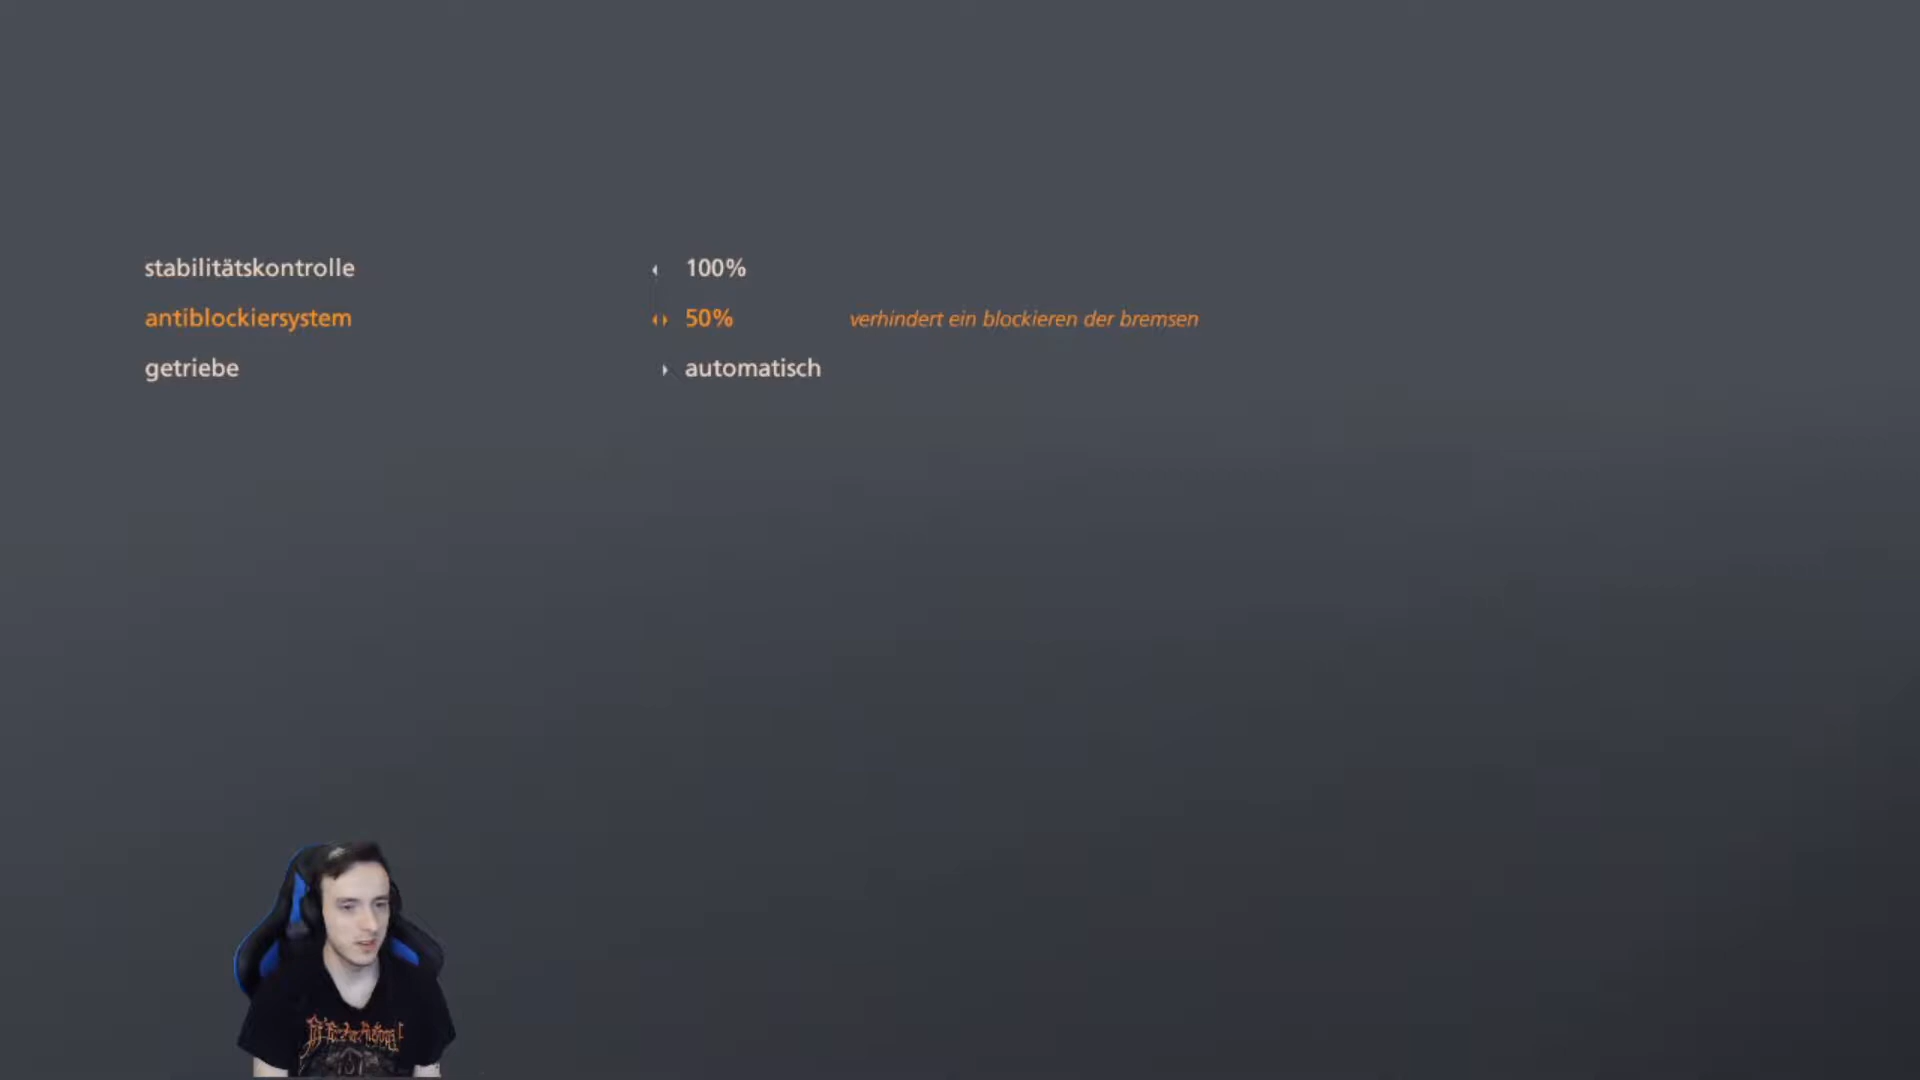 stabilitätskontrolle 100%
antiblockiersystem 50% verhindert ein blockieren der bremsen
getriebe automatisch